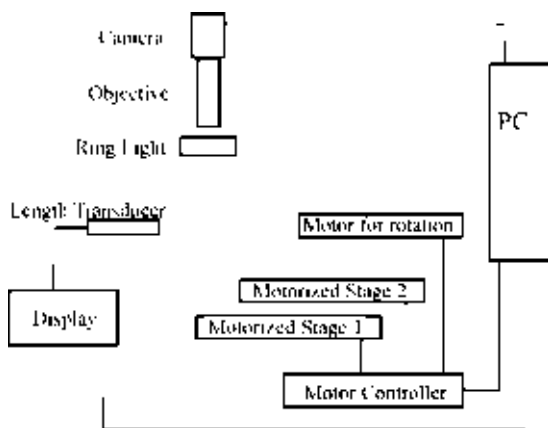 Camera
Objective
PC
Ring Light
Length Transducer
Motor for rotation
Motorized Stage 2
Display
Motorized Stage 1
Motor Controller